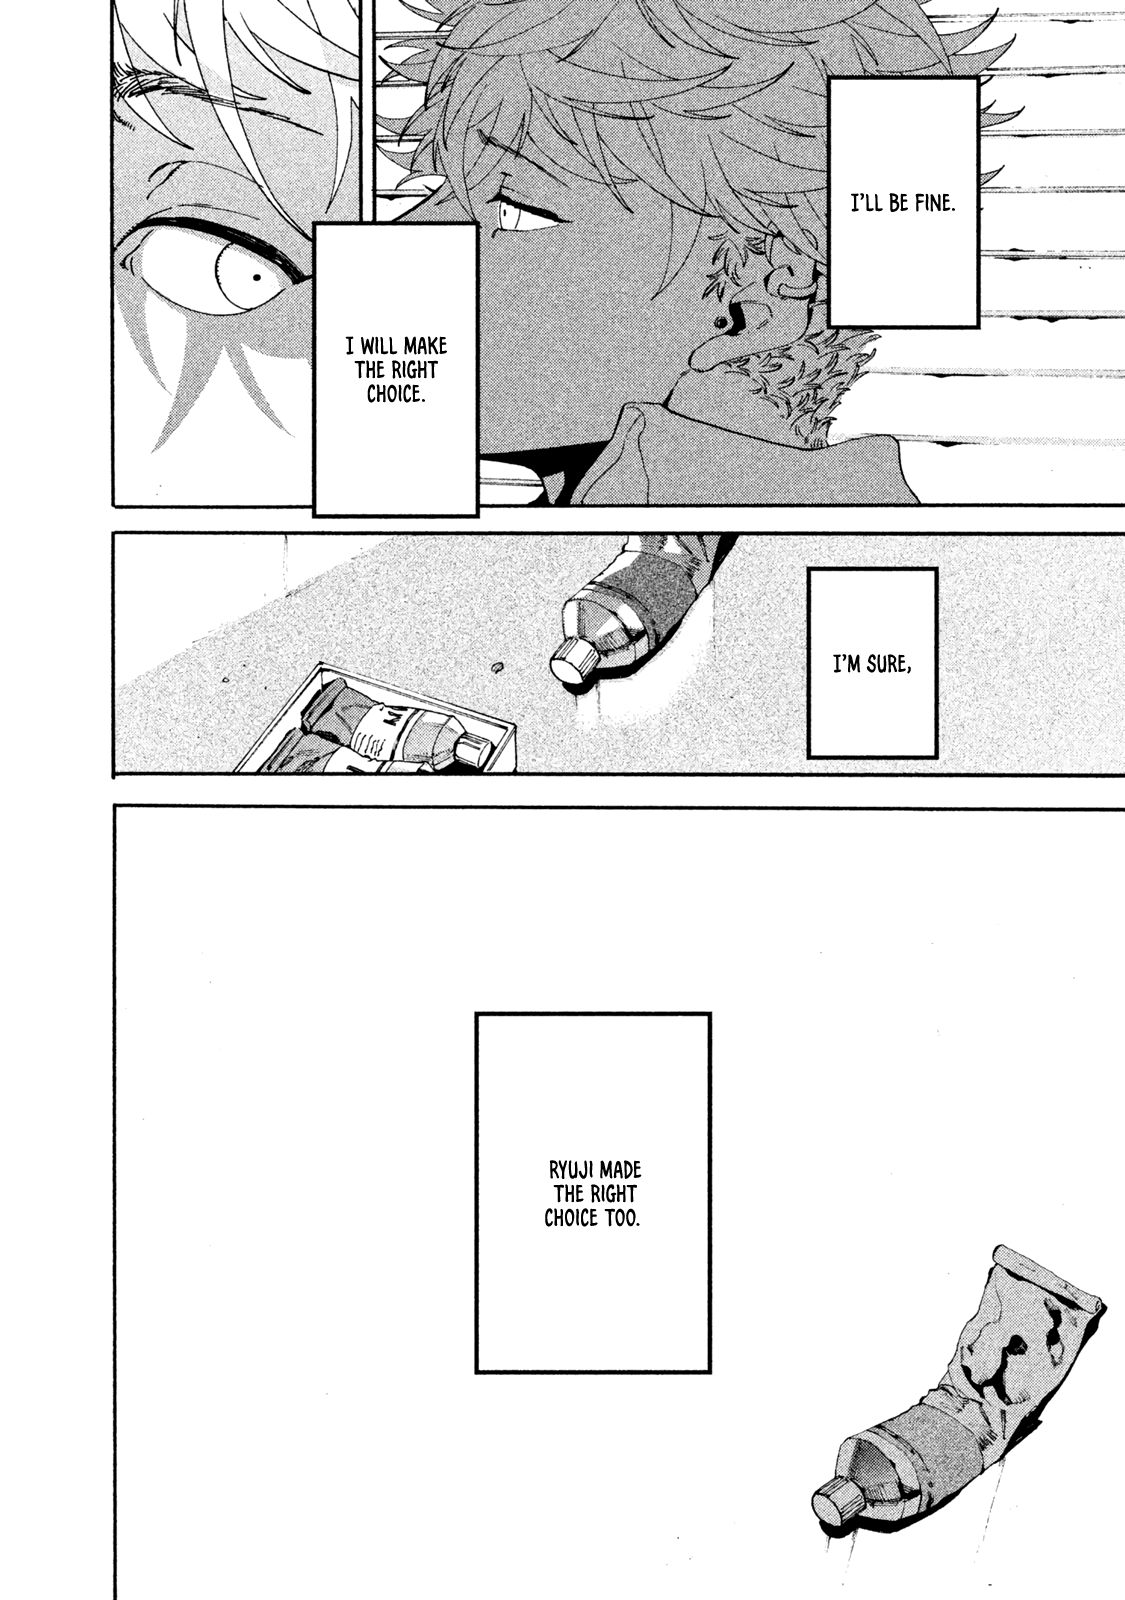 I'LL BE FINE.
I WILL MAKE
THE RIGHT
CHOICE.
I'M SURE,
RYUJI MADE
THE RIGHT
CHOICE TOO.